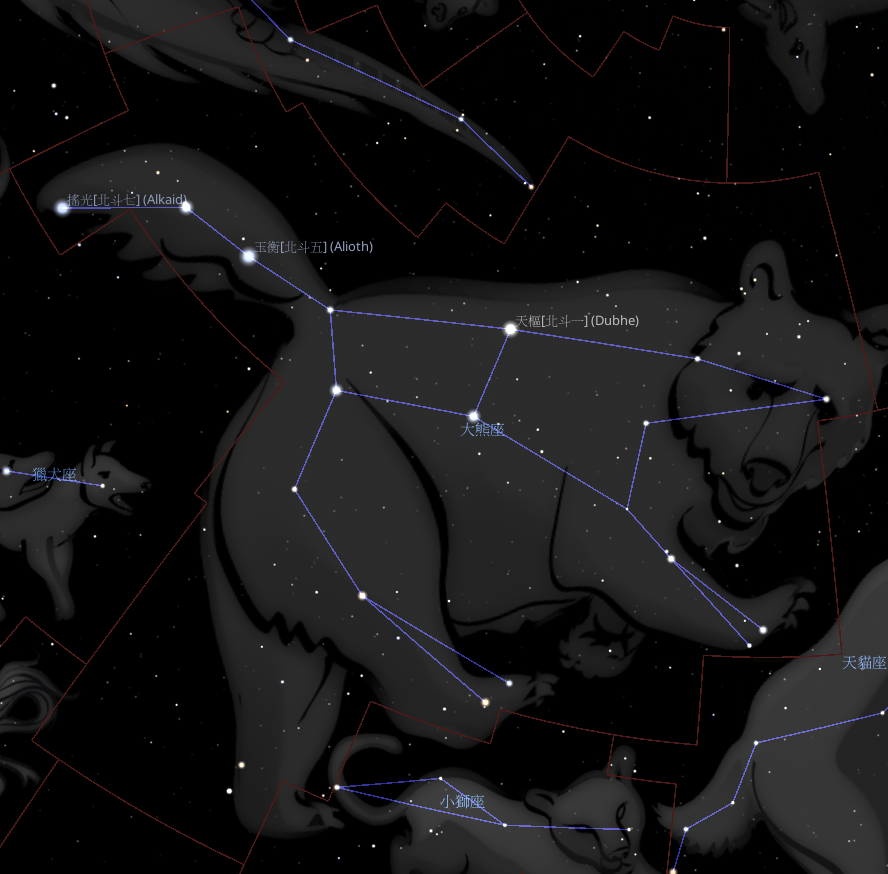 搖光[北斗七] (Alkaid)
玉衡[北斗五] (Alioth)
天樞[北斗一] (Dubhe)
大熊座
獵犬座
天貓座
小獅座